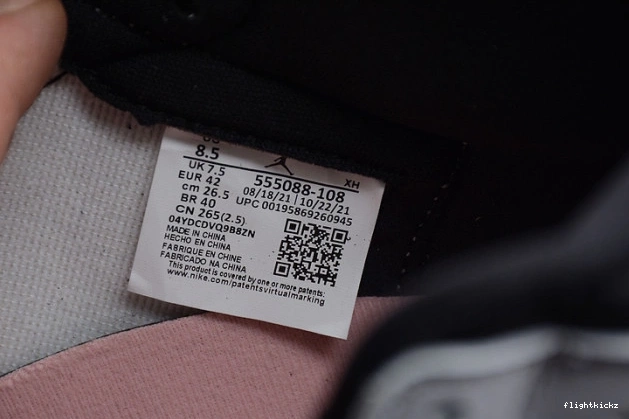 8.5
UK 7.5
EUR 42
cm 26.5
BR 40
CN 265(2.5)
555088-108 XH
08/18/21 | 10/22/21
UPC 00195869260945
04YDCDVQ9B8ZN
MADE IN CHINA
HECHO EN CHINA
FABRIQUE EN CHINE
FABRICADO NA CHINA
This product is covered by one or more patents:
www.nike.com/patentsvirtualmarking
flightkickz